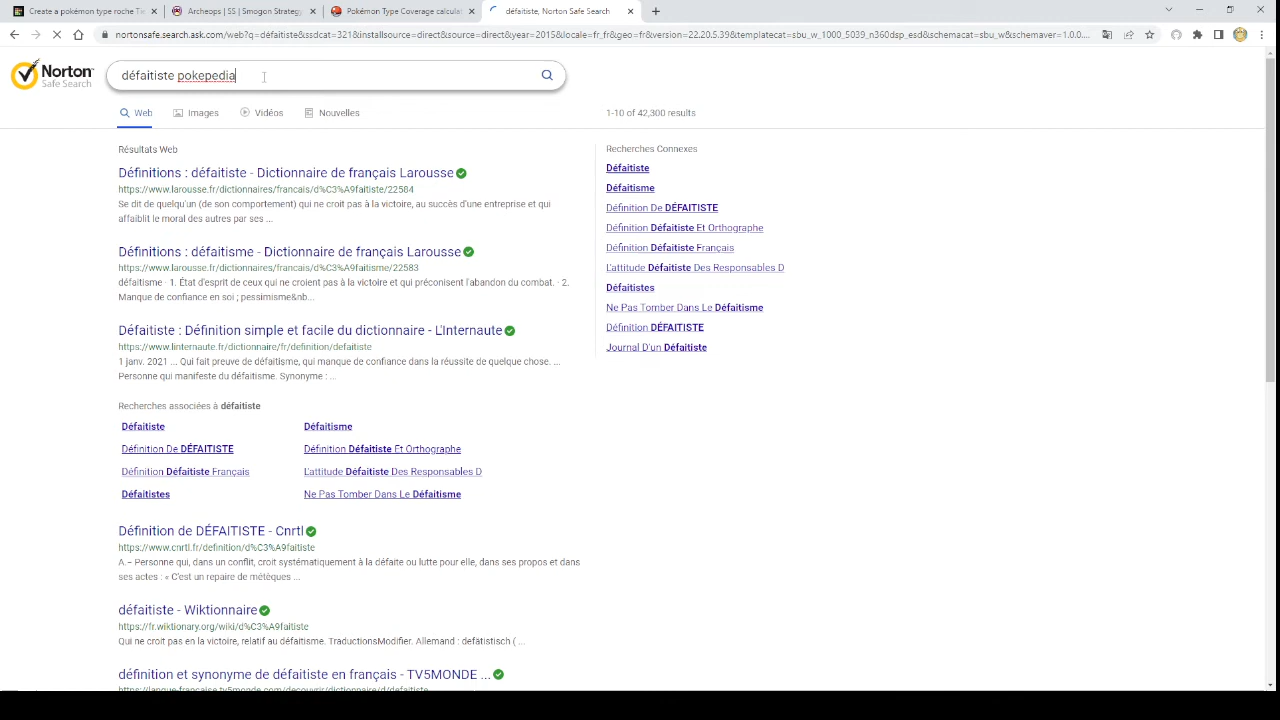 Create a pokémon type roche Tie
Archeops | SS | Smogon Strategy
Pokémon Type Coverage calculat
défaitiste, Norton Safe Search
nortonsafe.search.ask.com/web?q=défaitiste&ssdcat=321&installsource=direct&source=direct&year=2015&locale=fr_fr&geo=fr&version=22.20.5.39&templatecat=sbu_w_1000_5039_n360dsp_esd&schemacat=sbu_w&schemaver=1.0.0....
Norton
Safe Search
défaitiste pokepedia
Web Images Vidéos Nouvelles
1-10 of 42,300 results
Résultats Web
Définitions : défaitiste - Dictionnaire de français Larousse
https://www.larousse.fr/dictionnaires/francais/d%C3%A9faitiste/22584
Se dit de quelqu'un (de son comportement) qui ne croit pas à la victoire, au succès d'une entreprise et qui
affaiblit le moral des autres par ses ...
Définitions : défaitisme - Dictionnaire de français Larousse
https://www.larousse.fr/dictionnaires/francais/d%C3%A9faitisme/22583
défaitisme · 1. État d'esprit de ceux qui ne croient pas à la victoire et qui préconisent l'abandon du combat. · 2.
Manque de confiance en soi ; pessimisme&nb...
Défaitiste : Définition simple et facile du dictionnaire - L'Internaute
https://www.linternaute.fr/dictionnaire/fr/definition/defaitiste
1 janv. 2021 ... Qui fait preuve de défaitisme, qui manque de confiance dans la réussite de quelque chose. ...
Personne qui manifeste du défaitisme. Synonyme : ...
Recherches associées à défaitiste
Défaitiste
Défaitisme
Définition De DÉFAITISTE
Définition Défaitiste Et Orthographe
Définition Défaitiste Français
L'attitude Défaitiste Des Responsables D
Défaitistes
Ne Pas Tomber Dans Le Défaitisme
Définition de DÉFAITISTE - Cnrtl
https://www.cnrtl.fr/definition/d%C3%A9faitiste
A.− Personne qui, dans un conflit, croit systématiquement à la défaite ou lutte pour elle, dans ses propos et dans
ses actes : « C'est un repaire de métèques ...
défaitiste - Wiktionnaire
https://fr.wiktionary.org/wiki/d%C3%A9faitiste
Qui ne croit pas en la victoire, relatif au défaitisme. TraductionsModifier. Allemand : defätistisch ( ...
définition et synonyme de défaitiste en français - TV5MONDE ...
https://langue-francaise.tv5monde.com/decouvrir/dictionnaire/d/defaitiste
Recherches Connexes
Défaitiste
Défaitisme
Définition De DÉFAITISTE
Définition Défaitiste Et Orthographe
Définition Défaitiste Français
L'attitude Défaitiste Des Responsables D
Défaitistes
Ne Pas Tomber Dans Le Défaitisme
Définition DÉFAITISTE
Journal D'un Défaitiste